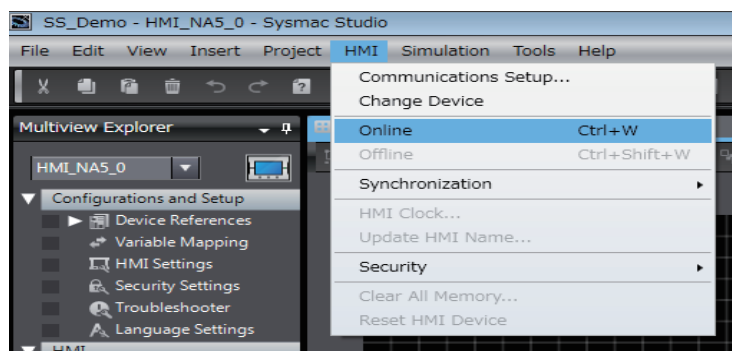 SS_Demo - HMI_NA5_0 - Sysmac Studio
File Edit View Insert Project HMI Simulation Tools Help
Communications Setup...
Change Device
Multiview Explorer
Online Ctrl+W
Offline Ctrl+Shift+W
HMI_NA5_0
Synchronization
Configurations and Setup
HMI Clock...
Device References
Update HMI Name...
Variable Mapping
HMI Settings
Security
Security Settings
Clear All Memory...
Troubleshooter
Reset HMI Device
Language Settings
HMI